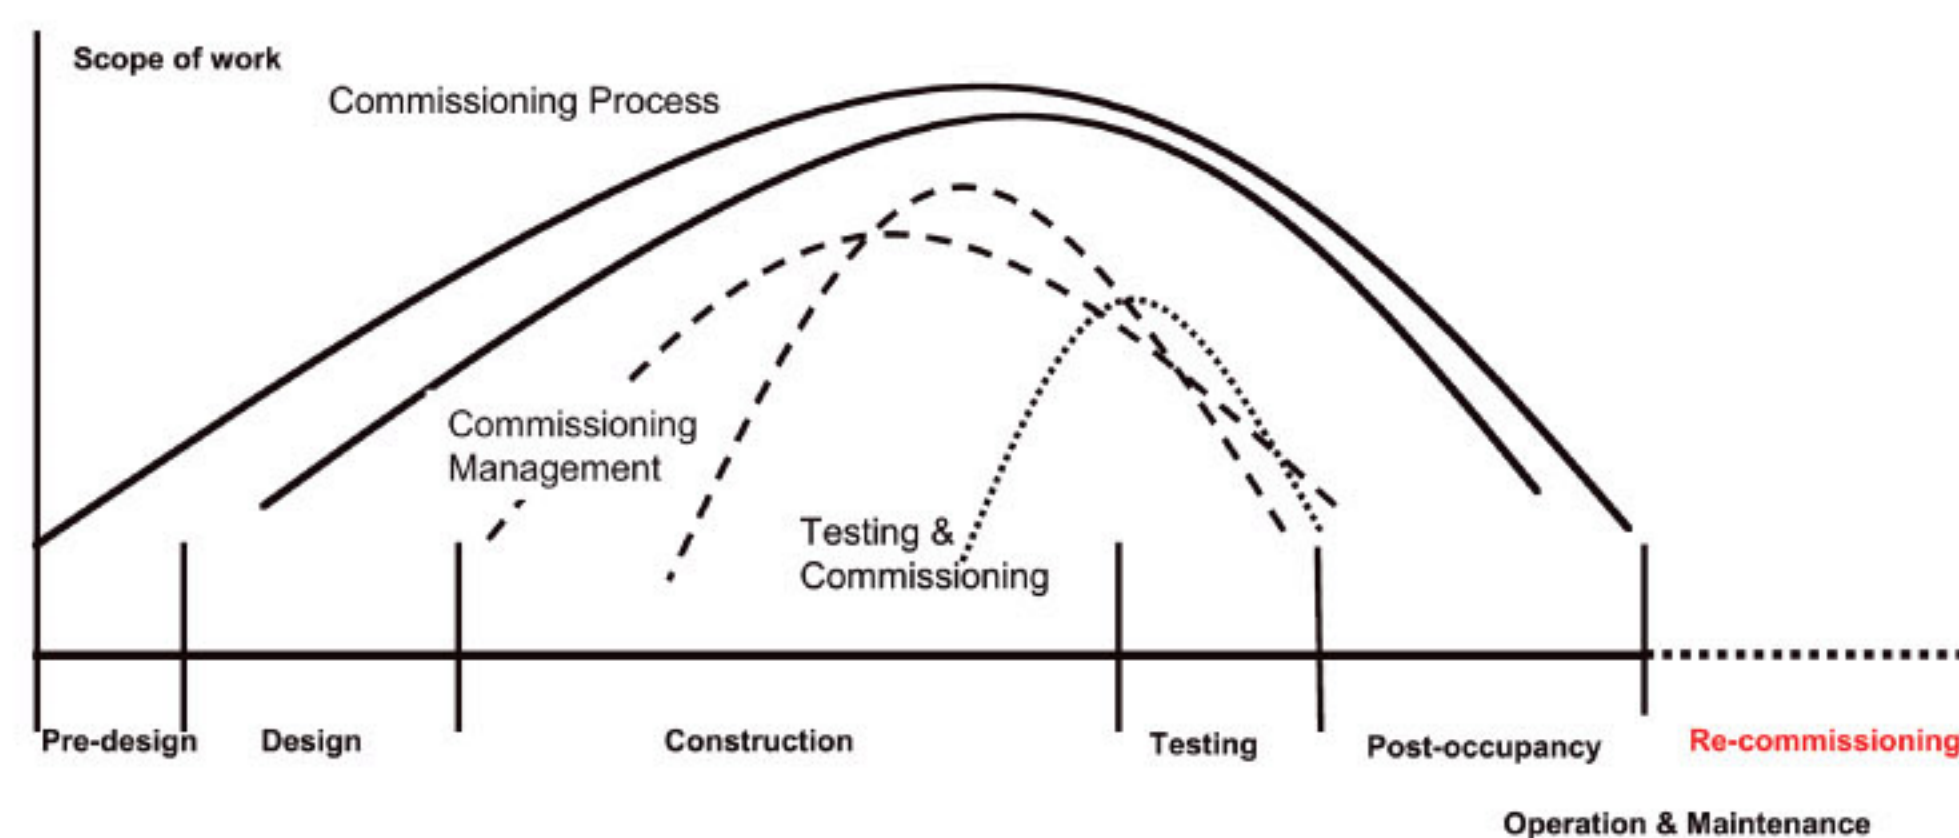 Scope of work
Commissioning Process
Commissioning
Management
Testing &
Commissioning
Pre-design
Design
Construction
Testing
Post-occupancy
Re-commissioning
Operation & Maintenance